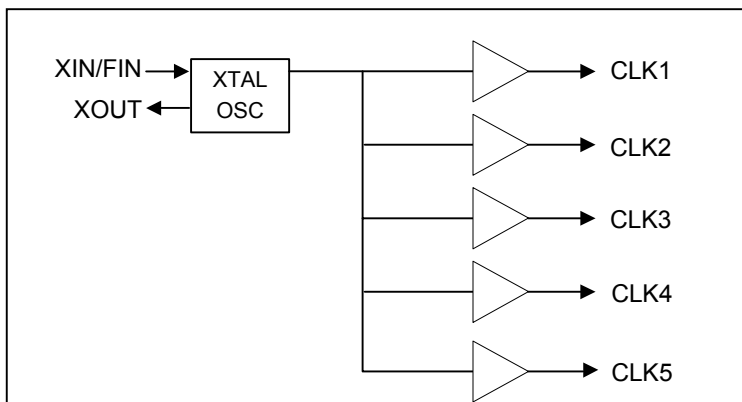 XIN/FIN
XOUT
XTAL
OSC
CLK1
CLK2
CLK3
CLK4
CLK5